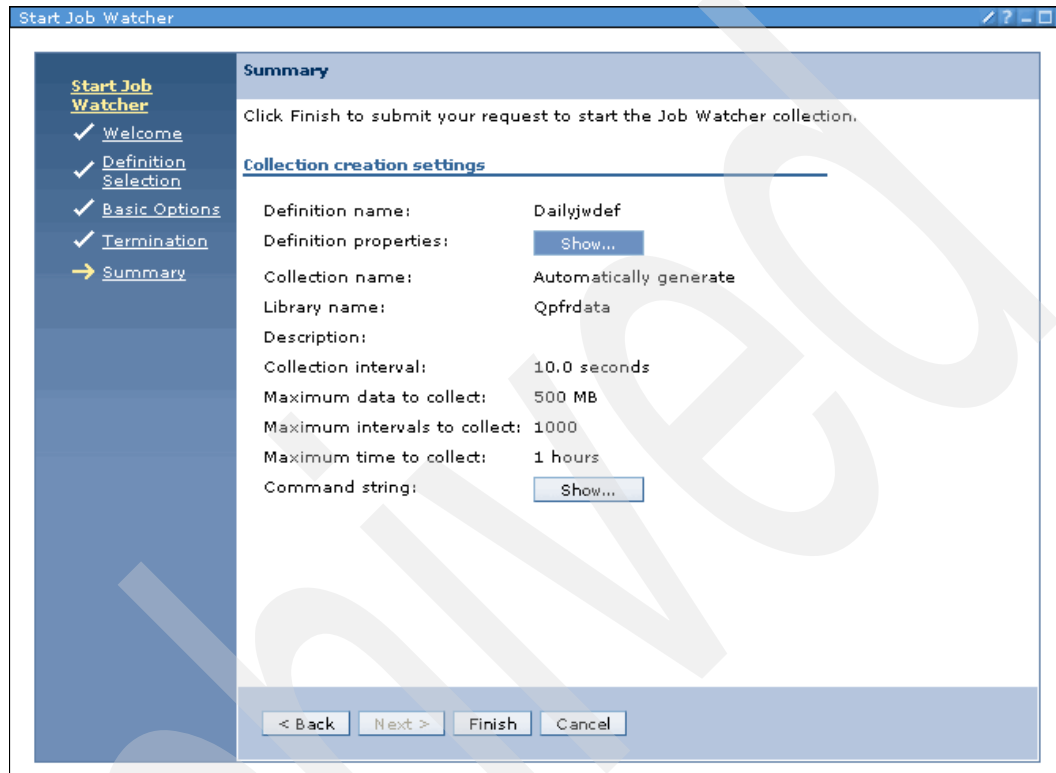 Start Job Watcher
Start Job
Watcher
Welcome
Definition
Selection
Basic Options
Termination
Summary
Summary
Click Finish to submit your request to start the Job Watcher collection.
Collection creation settings
Definition name: Dailyjwdef
Definition properties: Show...
Collection name: Automatically generate
Library name: Qpfrdata
Description:
Collection interval: 10.0 seconds
Maximum data to collect: 500 MB
Maximum intervals to collect: 1000
Maximum time to collect: 1 hours
Command string: Show...
< Back Next > Finish Cancel